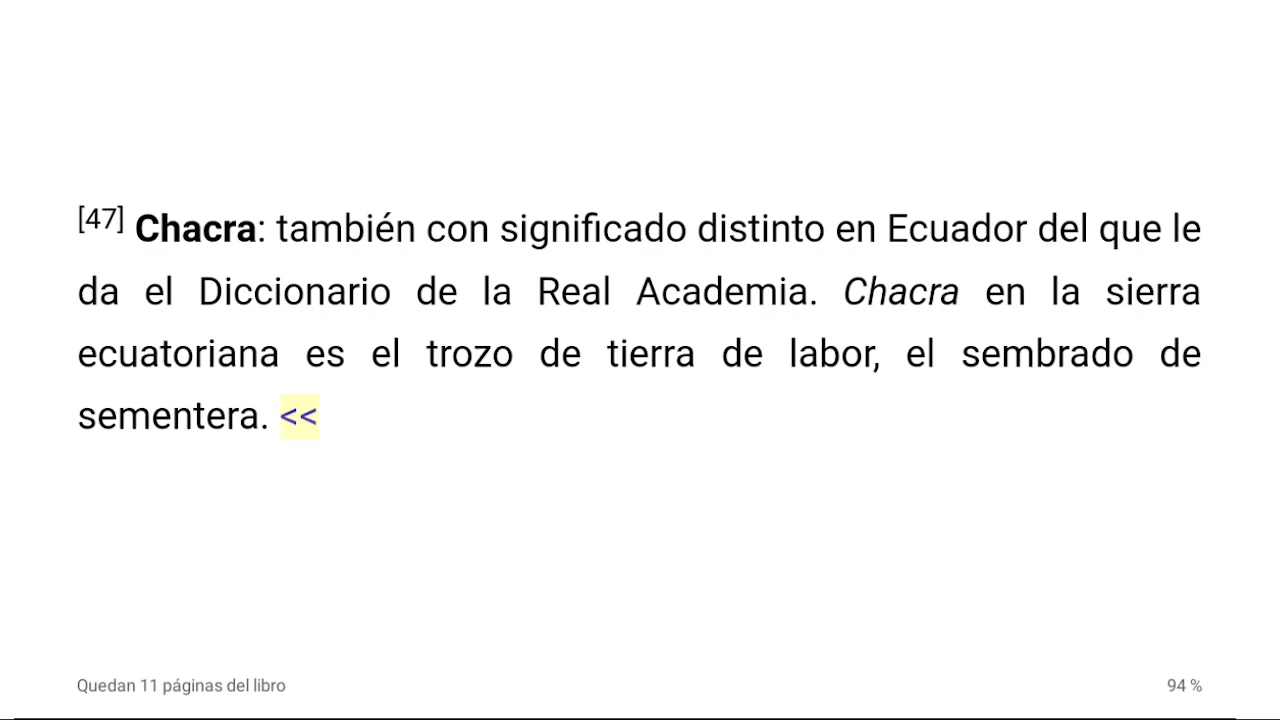 [47] Chacra: también con significado distinto en Ecuador del que le
da el Diccionario de la Real Academia. Chacra en la sierra
ecuatoriana es el trozo de tierra de labor, el sembrado de
sementera. <<
Quedan 11 páginas del libro
94 %